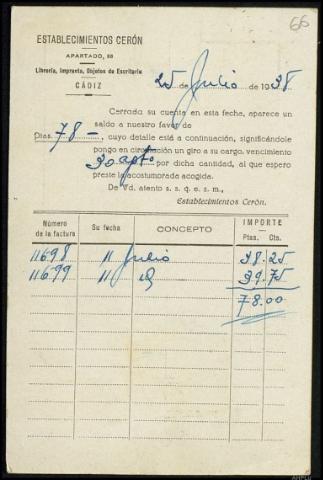 66
ESTABLECIMIENTOS CERÓN
APARTADO, 58
Librería, Imprenta, Objetos de Escritorio
CÁDIZ
25 de Julio de 1938.
Cerrada su cuenta en esta fecha, aparece un
saldo a nuestro favor de
Ptas. 78 —, cuyo detalle está a continuación, significándole
pongo en circulación un giro a su cargo, vencimiento
30 agto por dicha cantidad, al que espero
preste la acostumbrada acogida.
De Vd. atento s. s. q. e. s. m.,
Establecimientos Cerón.
Número de la factura Su fecha CONCEPTO IMPORTE
Ptas. Cts.
11698 11 Julio 38.25
11699 11 39.75
78.00